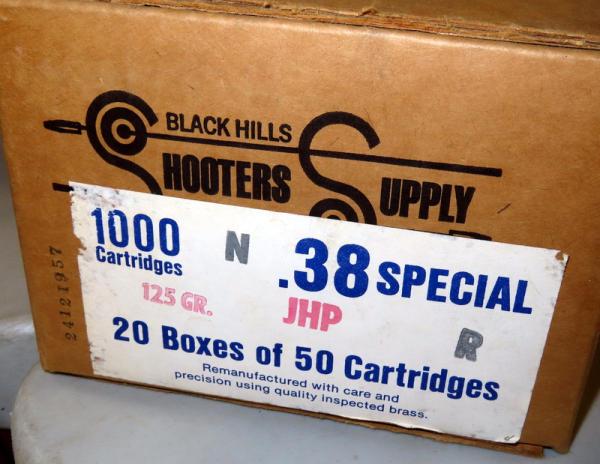 BLACK HILLS
SHOOTERS SUPPLY
1000 N .38 SPECIAL
Cartridges
125 GR. JHP R
20 Boxes of 50 Cartridges
Remanufactured with care and
precision using quality inspected brass.
24121957